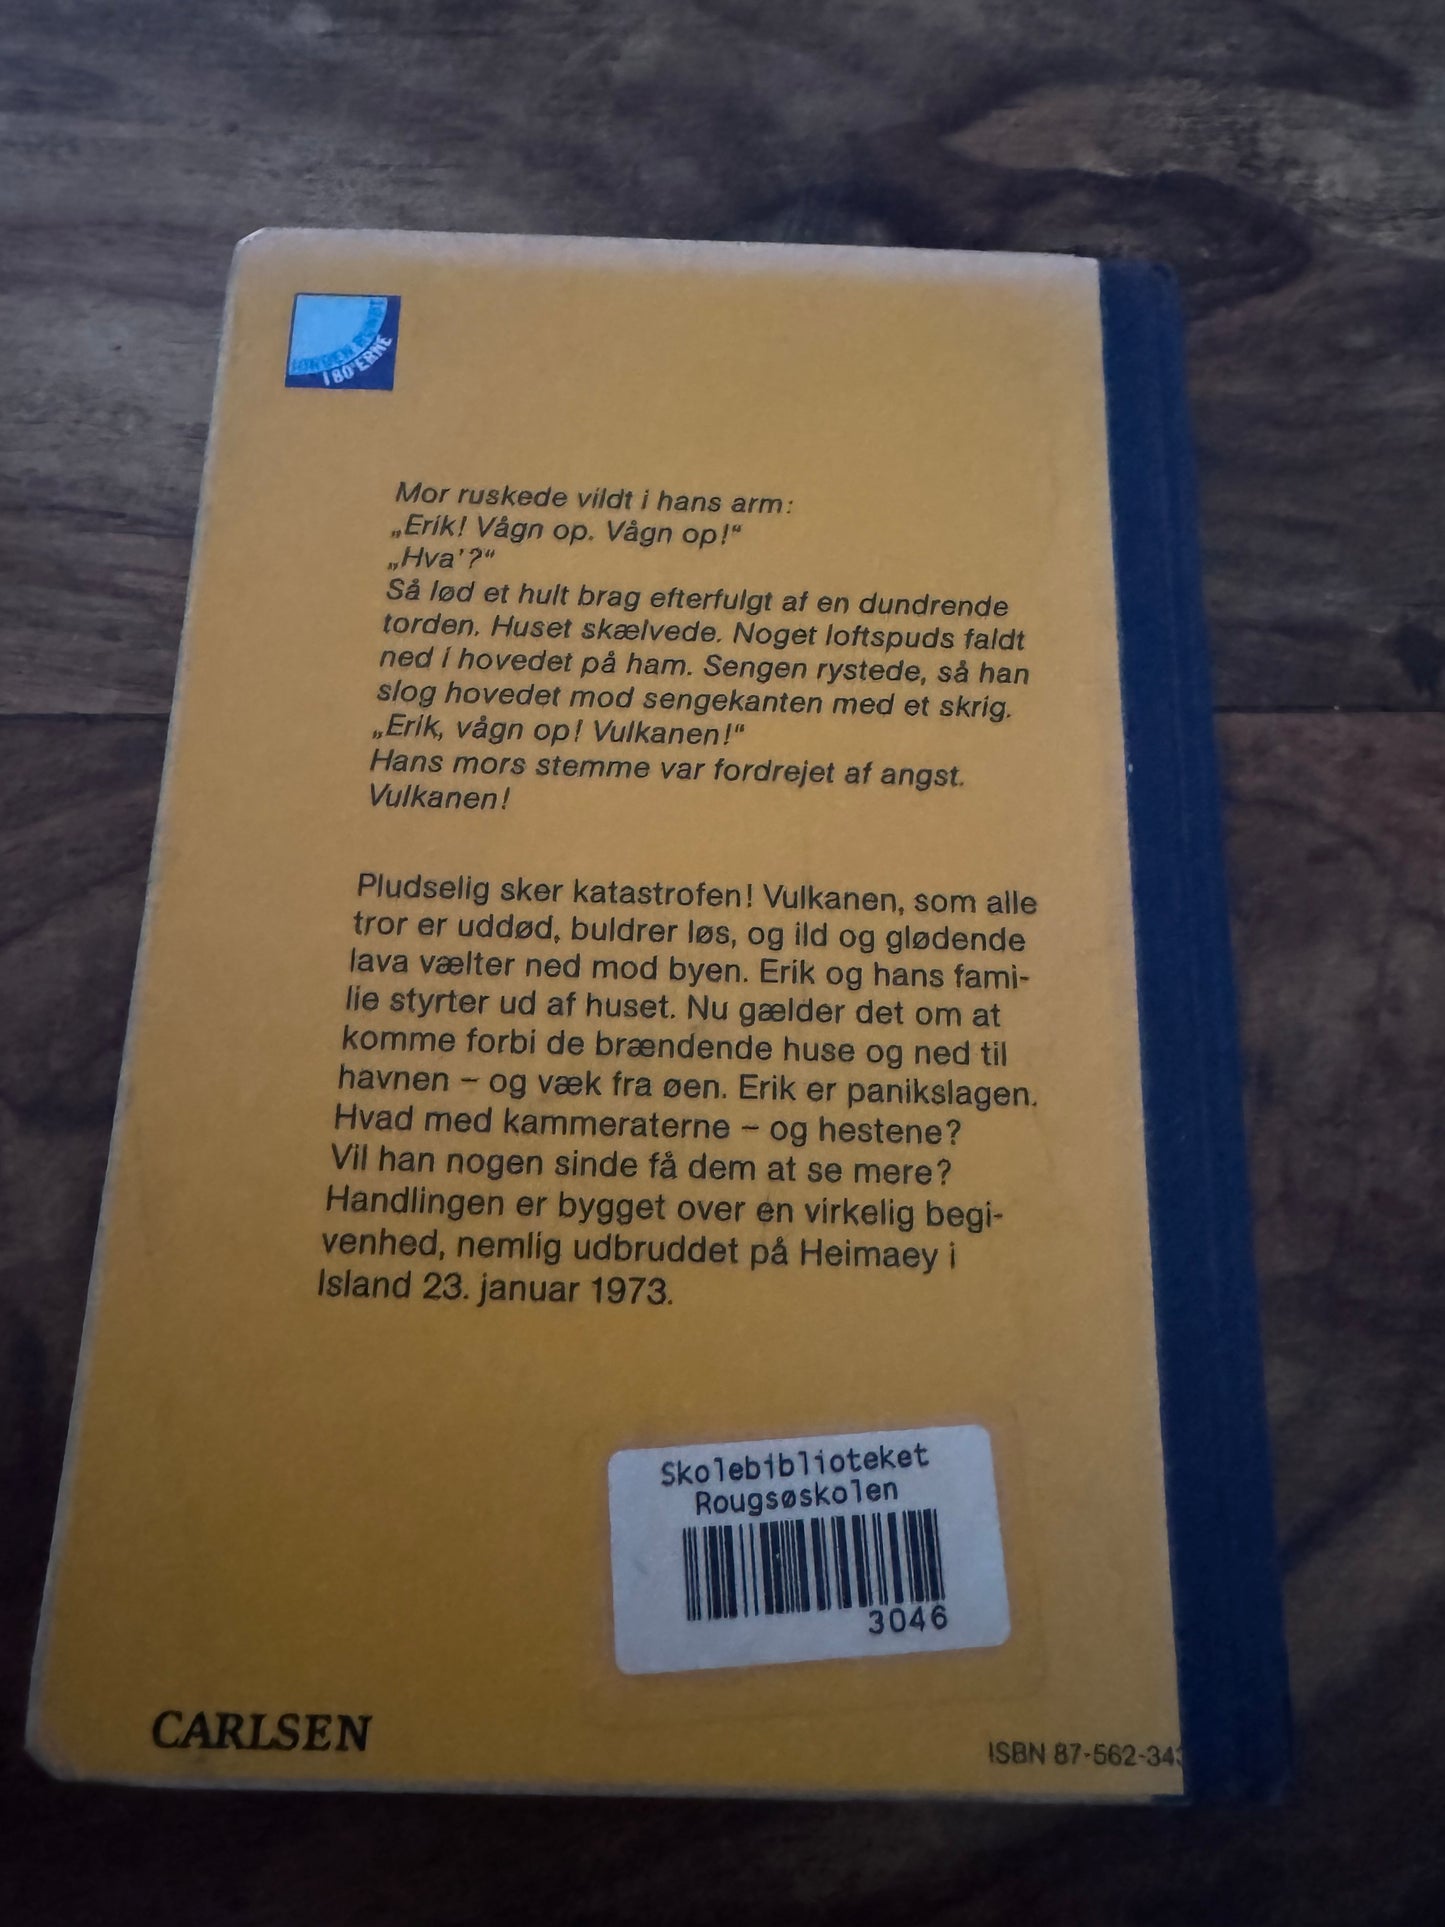 JORDEN RUNDT
I 80'ERNE
Mor ruskede vildt i hans arm:
„Erik! Vågn op. Vågn op!“
„Hva'?“
Så lød et hult brag efterfulgt af en dundrende
torden. Huset skælvede. Noget loftspuds faldt
ned i hovedet på ham. Sengen rystede, så han
slog hovedet mod sengekanten med et skrig.
„Erik, vågn op! Vulkanen!“
Hans mors stemme var fordrejet af angst.
Vulkanen!
Pludselig sker katastrofen! Vulkanen, som alle
tror er uddød, buldrer løs, og ild og glødende
lava vælter ned mod byen. Erik og hans fami-
lie styrter ud af huset. Nu gælder det om at
komme forbi de brændende huse og ned til
havnen – og væk fra øen. Erik er panikslagen.
Hvad med kammeraterne – og hestene?
Vil han nogen sinde få dem at se mere?
Handlingen er bygget over en virkelig begi-
venhed, nemlig udbruddet på Heimaey i
Island 23. januar 1973.
Skolebiblioteket
Rougsøskolen
3046
CARLSEN
ISBN 87-562-34